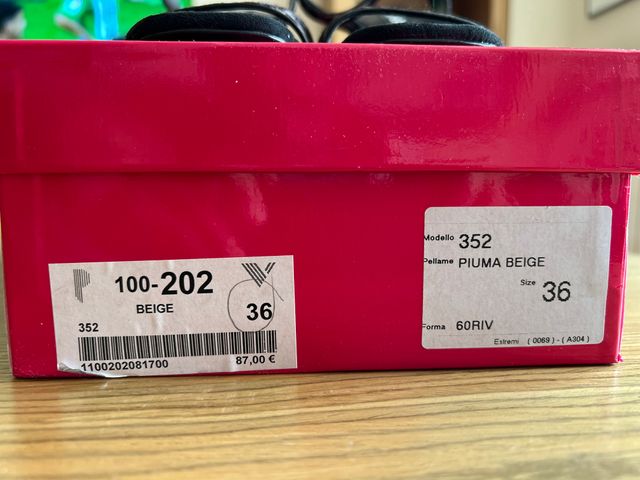 100-202
BEIGE
36
352
1100202081700
87,00 €
Modello 352
Pellame PIUMA BEIGE
Size 36
Forma 60RIV
Estremi ( 0069 ) - ( A304 )